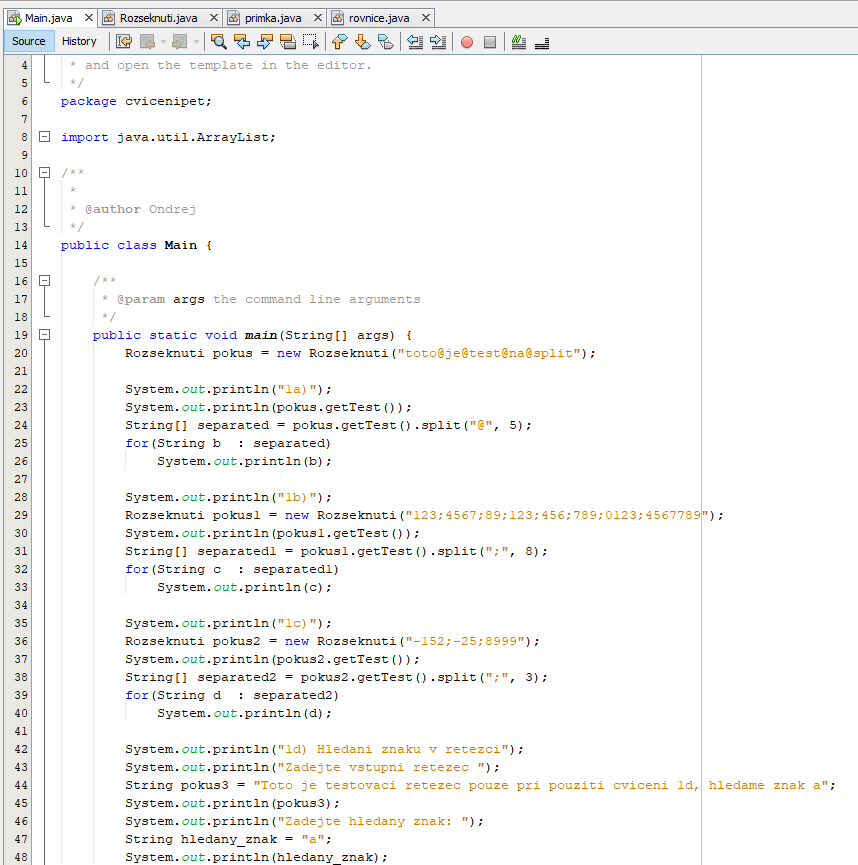 Main.java Rozseknuti.java primka.java rovnice.java
Source History
4 * and open the template in the editor.
5 */
6 package cvicenipet;
7
8 import java.util.ArrayList;
9
10 /**
11 *
12 * @author Ondrej
13 */
14 public class Main {
15
16 /**
17 * @param args the command line arguments
18 */
19 public static void main(String[] args) {
20 Rozseknuti pokus = new Rozseknuti("toto@je@test@na@split");
21
22 System.out.println("1a)");
23 System.out.println(pokus.getTest());
24 String[] separated = pokus.getTest().split("@", 5);
25 for(String b  : separated)
26 System.out.println(b);
27
28 System.out.println("1b)");
29 Rozseknuti pokus1 = new Rozseknuti("123;4567;89;123;456;789;0123;4567789");
30 System.out.println(pokus1.getTest());
31 String[] separated1 = pokus1.getTest().split(";", 8);
32 for(String c  : separated1)
33 System.out.println(c);
34
35 System.out.println("1c)");
36 Rozseknuti pokus2 = new Rozseknuti("-152;-25;8999");
37 System.out.println(pokus2.getTest());
38 String[] separated2 = pokus2.getTest().split(";", 3);
39 for(String d  : separated2)
40 System.out.println(d);
41
42 System.out.println("1d) Hledani znaku v retezci");
43 System.out.println("Zadejte vstupni retezec ");
44 String pokus3 = "Toto je testovaci retezec pouze pri pouziti cviceni 1d, hledame znak a";
45 System.out.println(pokus3);
46 System.out.println("Zadejte hledany znak: ");
47 String hledany_znak = "a";
48 System.out.println(hledany_znak);